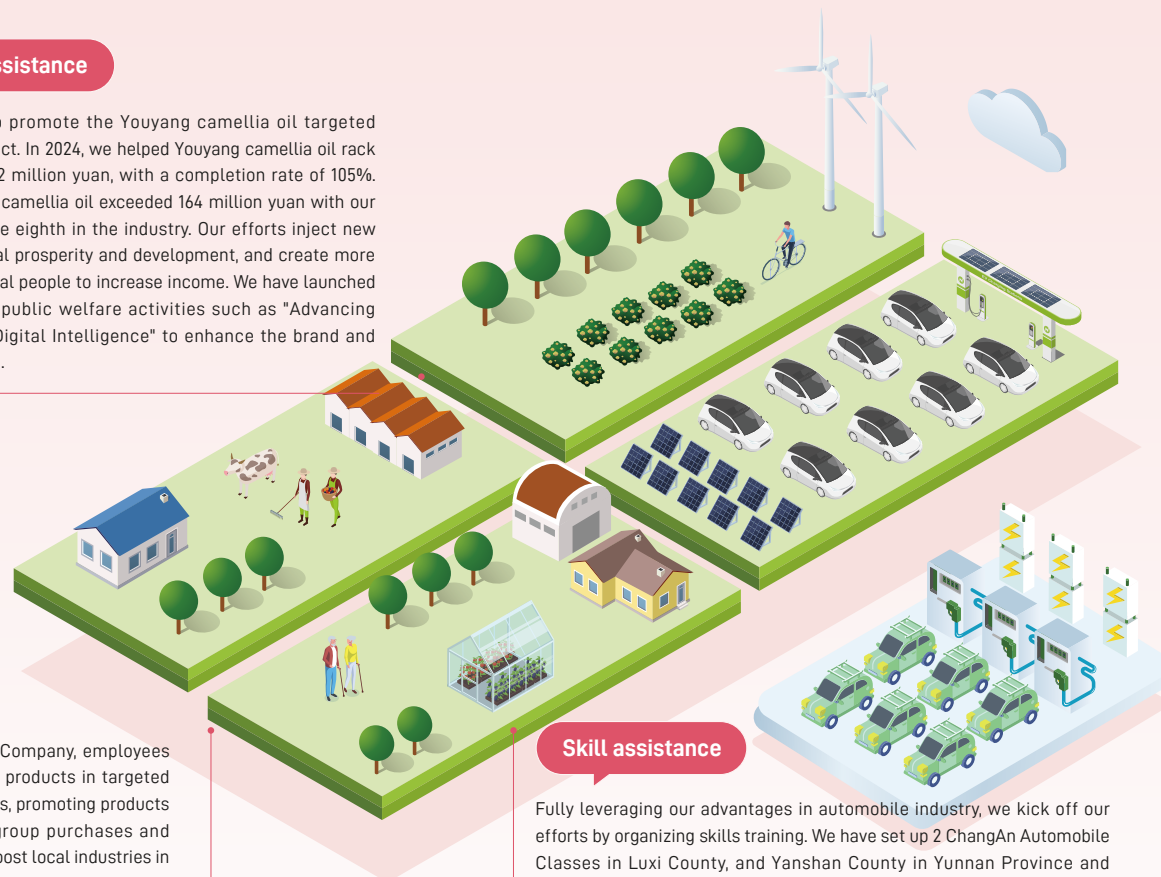 ssistance
promote the Youyang camellia oil targeted
ct. In 2024, we helped Youyang camellia oil rack
2 million yuan, with a completion rate of 105%.
camellia oil exceeded 164 million yuan with our
e eighth in the industry. Our efforts inject new
al prosperity and development, and create more
al people to increase income. We have launched
public welfare activities such as "Advancing
Digital Intelligence" to enhance the brand and
.
Company, employees
products in targeted
s, promoting products
group purchases and
oost local industries in
Skill assistance
Fully leveraging our advantages in automobile industry, we kick off our
efforts by organizing skills training. We have set up 2 ChangAn Automobile
Classes in Luxi County, and Yanshan County in Yunnan Province and